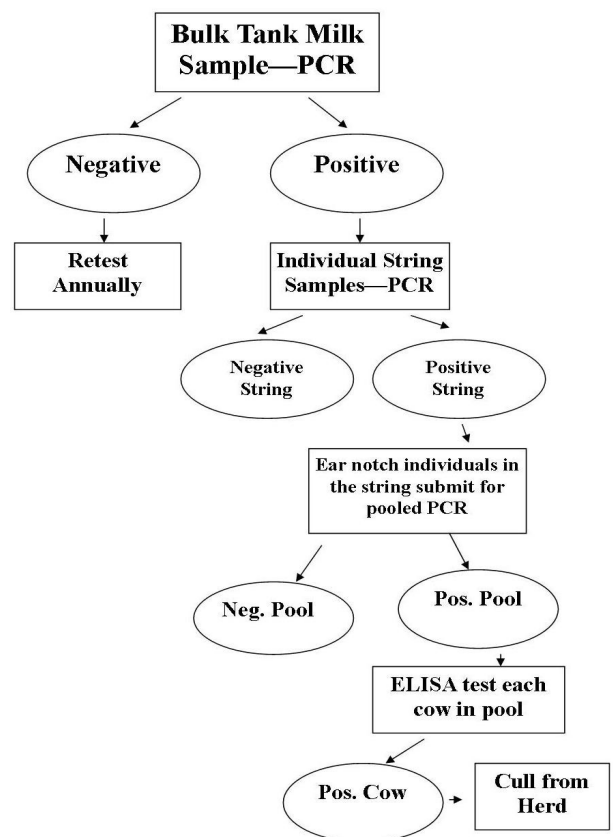 Bulk Tank Milk
Sample—PCR
Negative
Positive
Retest
Annually
Individual String
Samples—PCR
Negative
String
Positive
String
Ear notch individuals in
the string submit for
pooled PCR
Neg. Pool
Pos. Pool
ELISA test each
cow in pool
Pos. Cow
Cull from
Herd